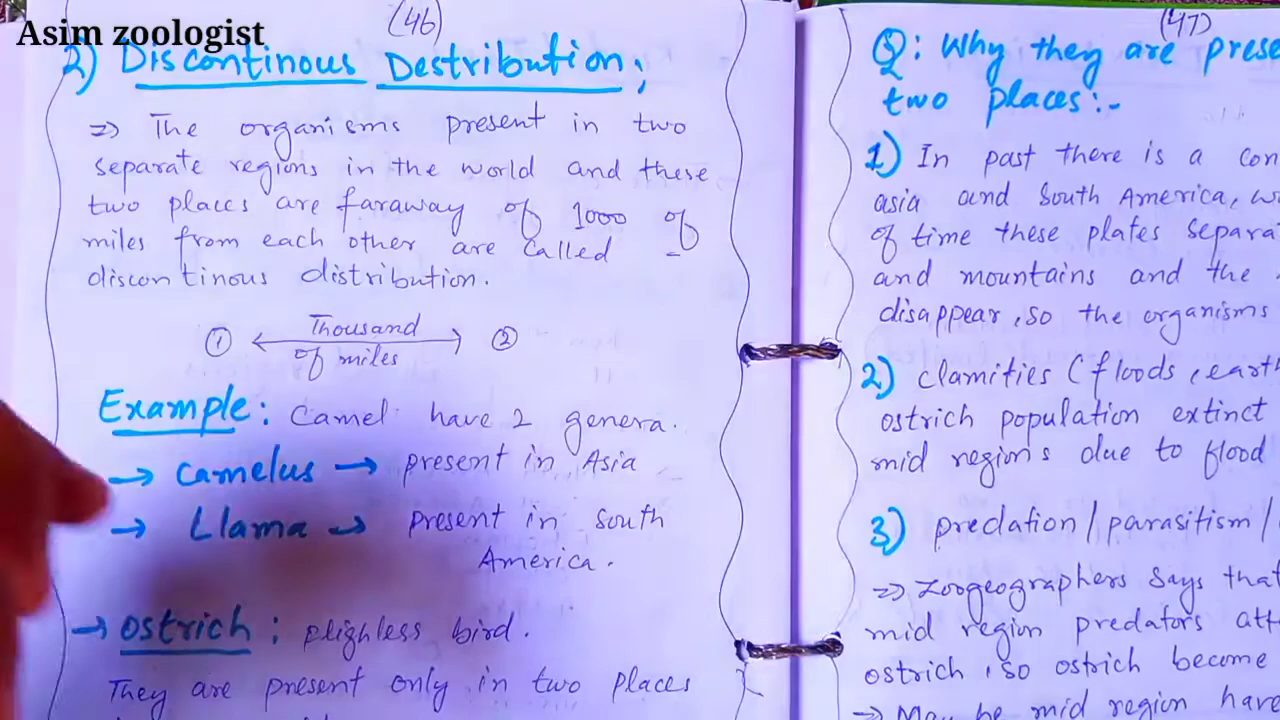 Asim zoologist
(46)
2) Discontinous Destribution;
=> The organisms present in two
separate regions in the world and these
two places are faraway of 1000 of
miles from each other are called -
discontinous distribution.
① <— Thousand —> ②
of miles
Example: Camel have 2 genera.
→ Camelus → present in Asia
→ Llama → present in south
America.
→ ostrich: plighless bird.
They are present only in two places
(47)
Q: Why they are prese
two places:-
1) In past there is a con
asia and South America, w
of time these plates separa
and mountains and the
disappear, so the organisms
2) clamities (floods, eart
ostrich population extinct
mid regions due to flood
3) predation/parasitism/
=> Zoogeographers says that
mid region predators att
ostrich, so ostrich become
→ May be mid region have